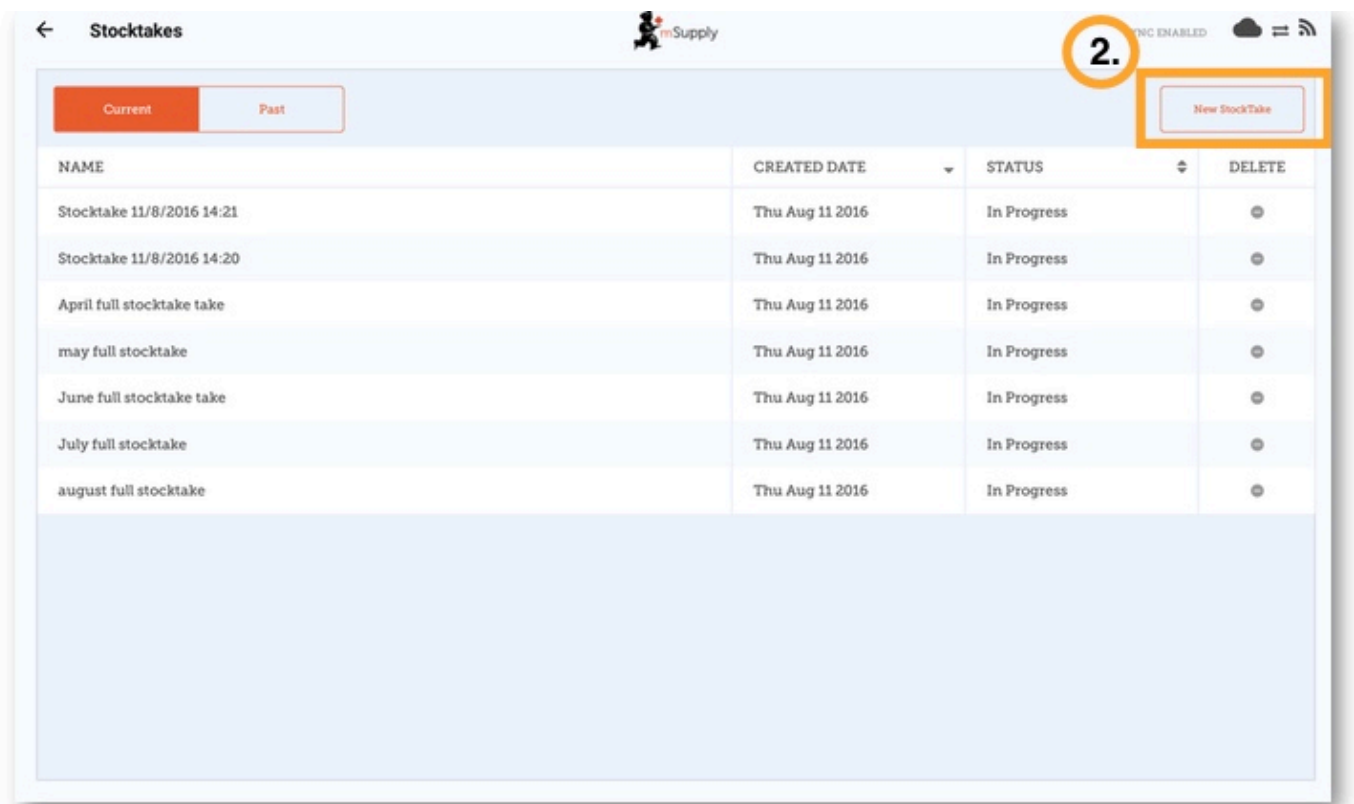 Stocktakes
mSupply
NC ENABLED
2.
Current Past
New StockTake
NAME CREATED DATE STATUS DELETE
Stocktake 11/8/2016 14:21 Thu Aug 11 2016 In Progress
Stocktake 11/8/2016 14:20 Thu Aug 11 2016 In Progress
April full stocktake take Thu Aug 11 2016 In Progress
may full stocktake Thu Aug 11 2016 In Progress
June full stocktake take Thu Aug 11 2016 In Progress
July full stocktake Thu Aug 11 2016 In Progress
august full stocktake Thu Aug 11 2016 In Progress